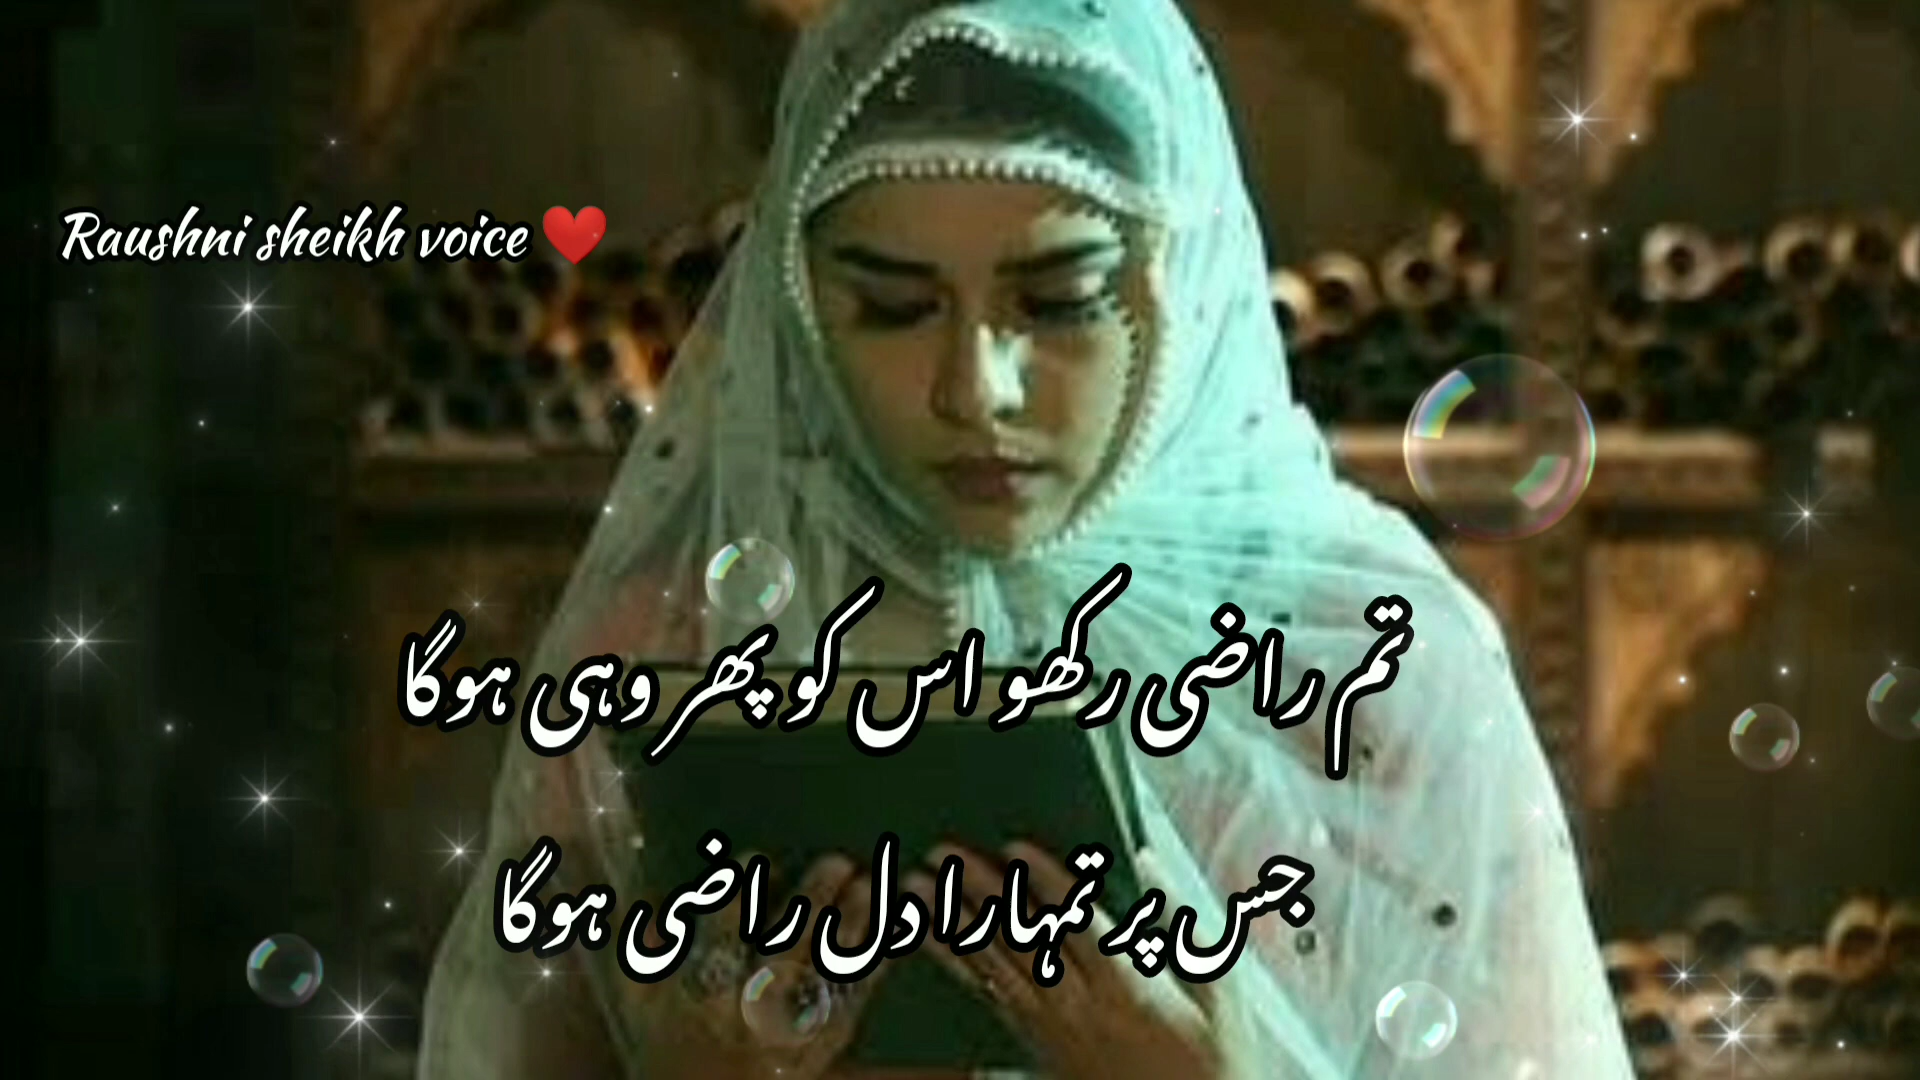 Raushni sheikh voice ❤️
تم راضی رکھو اس کو پھر وہی ہوگا
جس پر تمہارا دل راضی ہوگا